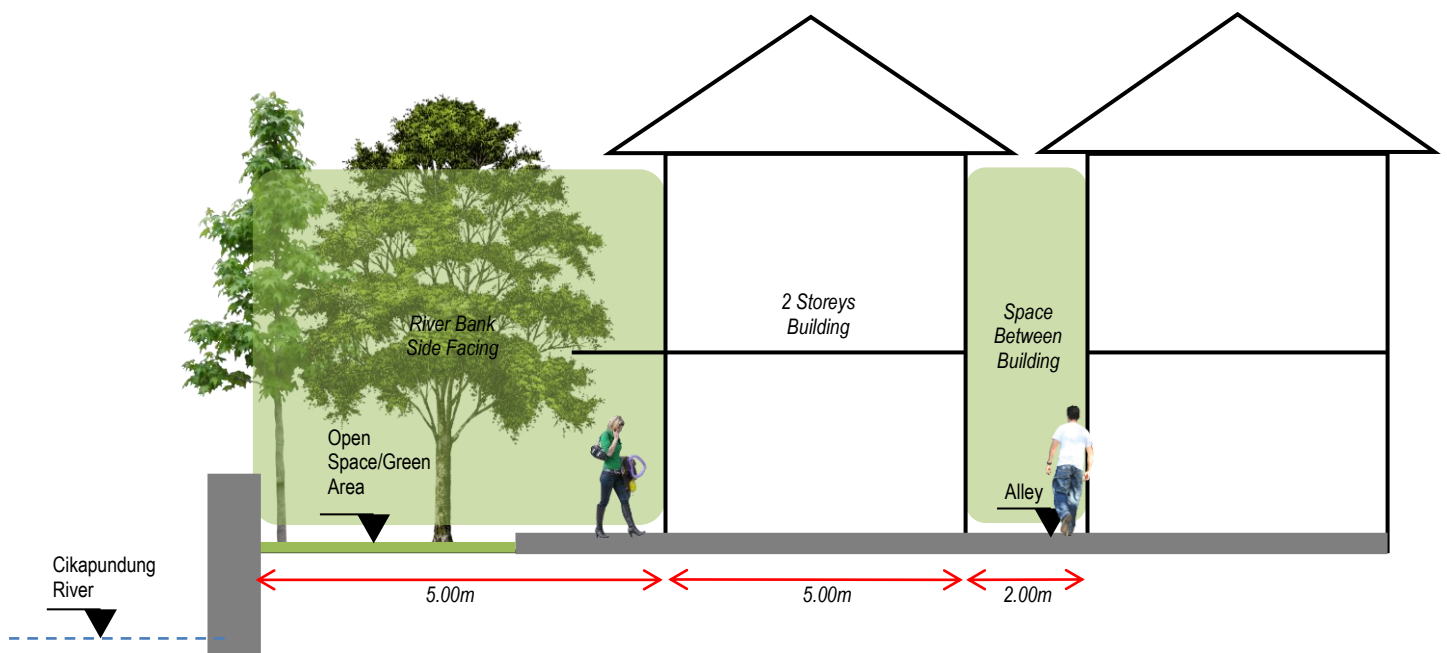 2 Storeys
Building
River Bank
Side Facing
Space
Between
Building
Open
Space/Green
Area
Alley
Cikapundung
River
5.00m
5.00m
2.00m